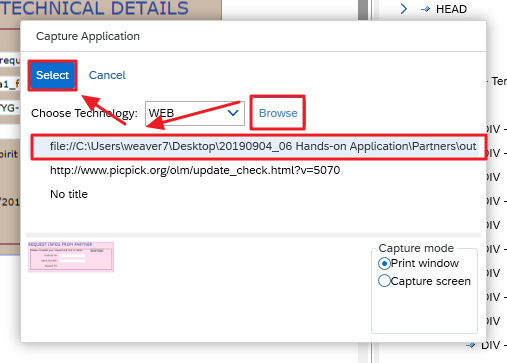 TECHNICAL DETAILS
HEAD
Capture Application
Select
Cancel
Choose Technology:
WEB
Browse
file://C:\Users\weaver7\Desktop\20190904_06 Hands-on Application\Partners\out
http://www.picpick.org/olm/update_check.html?v=5070
No title
REQUEST INFOS FROM PARTNER
Capture mode
Print window
Capture screen
requ
a1_f
YG-
pirit
/201
- Ter
DIV -
DIV -
DIV -
DIV -
DIV
DIV -
DIV -
DIV -
DIV
DIV -